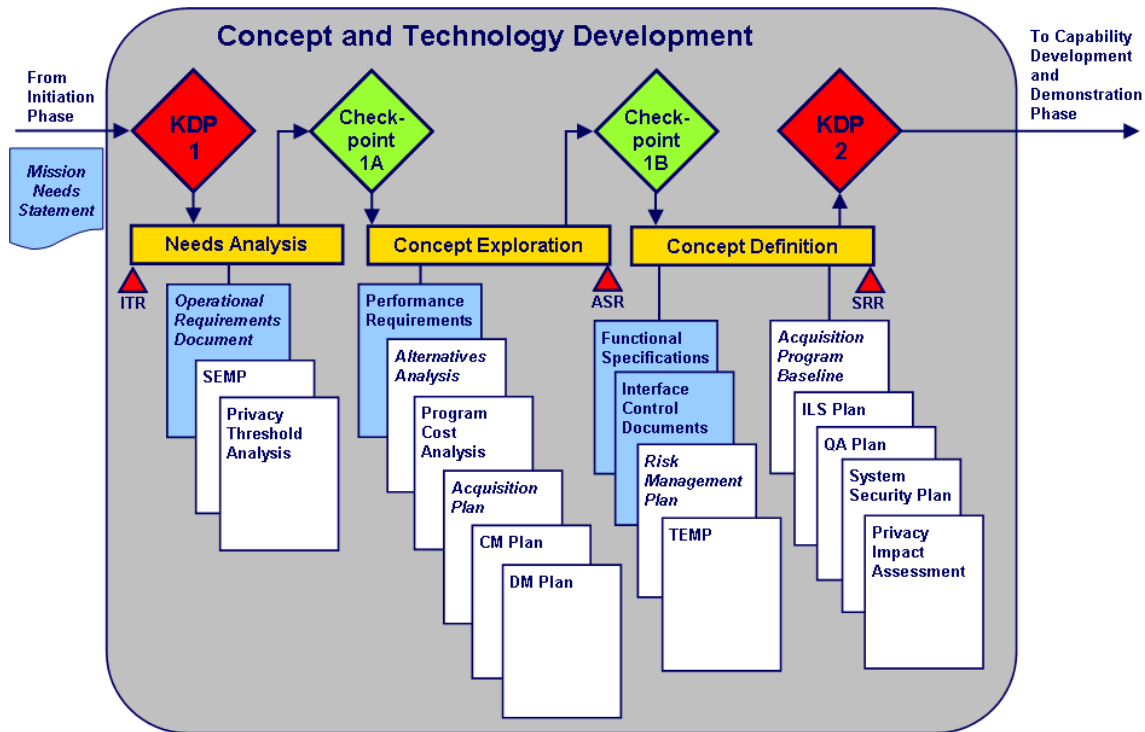 Concept and Technology Development
From
Initiation
Phase
To Capability
Development
and
Demonstration
Phase
KDP
1
Check-
point
1A
Check-
point
1B
KDP
2
Mission
Needs
Statement
Needs Analysis
Concept Exploration
Concept Definition
ITR
ASR
SRR
Operational
Requirements
Document
SEMP
Privacy
Threshold
Analysis
Performance
Requirements
Alternatives
Analysis
Program
Cost
Analysis
Acquisition
Plan
CM Plan
DM Plan
Functional
Specifications
Interface
Control
Documents
Risk
Management
Plan
TEMP
Acquisition
Program
Baseline
ILS Plan
QA Plan
System
Security Plan
Privacy
Impact
Assessment